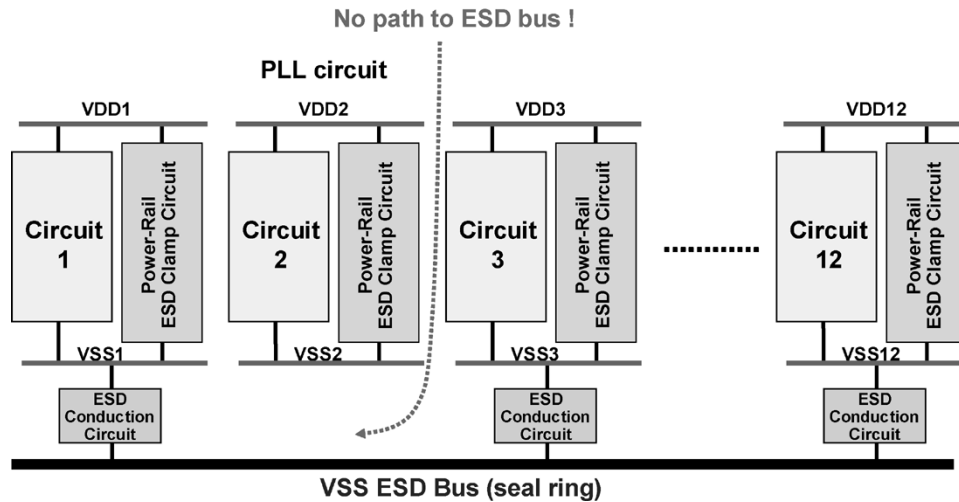 No path to ESD bus !
PLL circuit
VDD1
VDD2
VDD3
VDD12
Circuit
1
Power-Rail
ESD Clamp Circuit
Circuit
2
Power-Rail
ESD Clamp Circuit
Circuit
3
Power-Rail
ESD Clamp Circuit
Circuit
12
Power-Rail
ESD Clamp Circuit
VSS1
VSS2
VSS3
VSS12
ESD
Conduction
Circuit
ESD
Conduction
Circuit
ESD
Conduction
Circuit
VSS ESD Bus (seal ring)